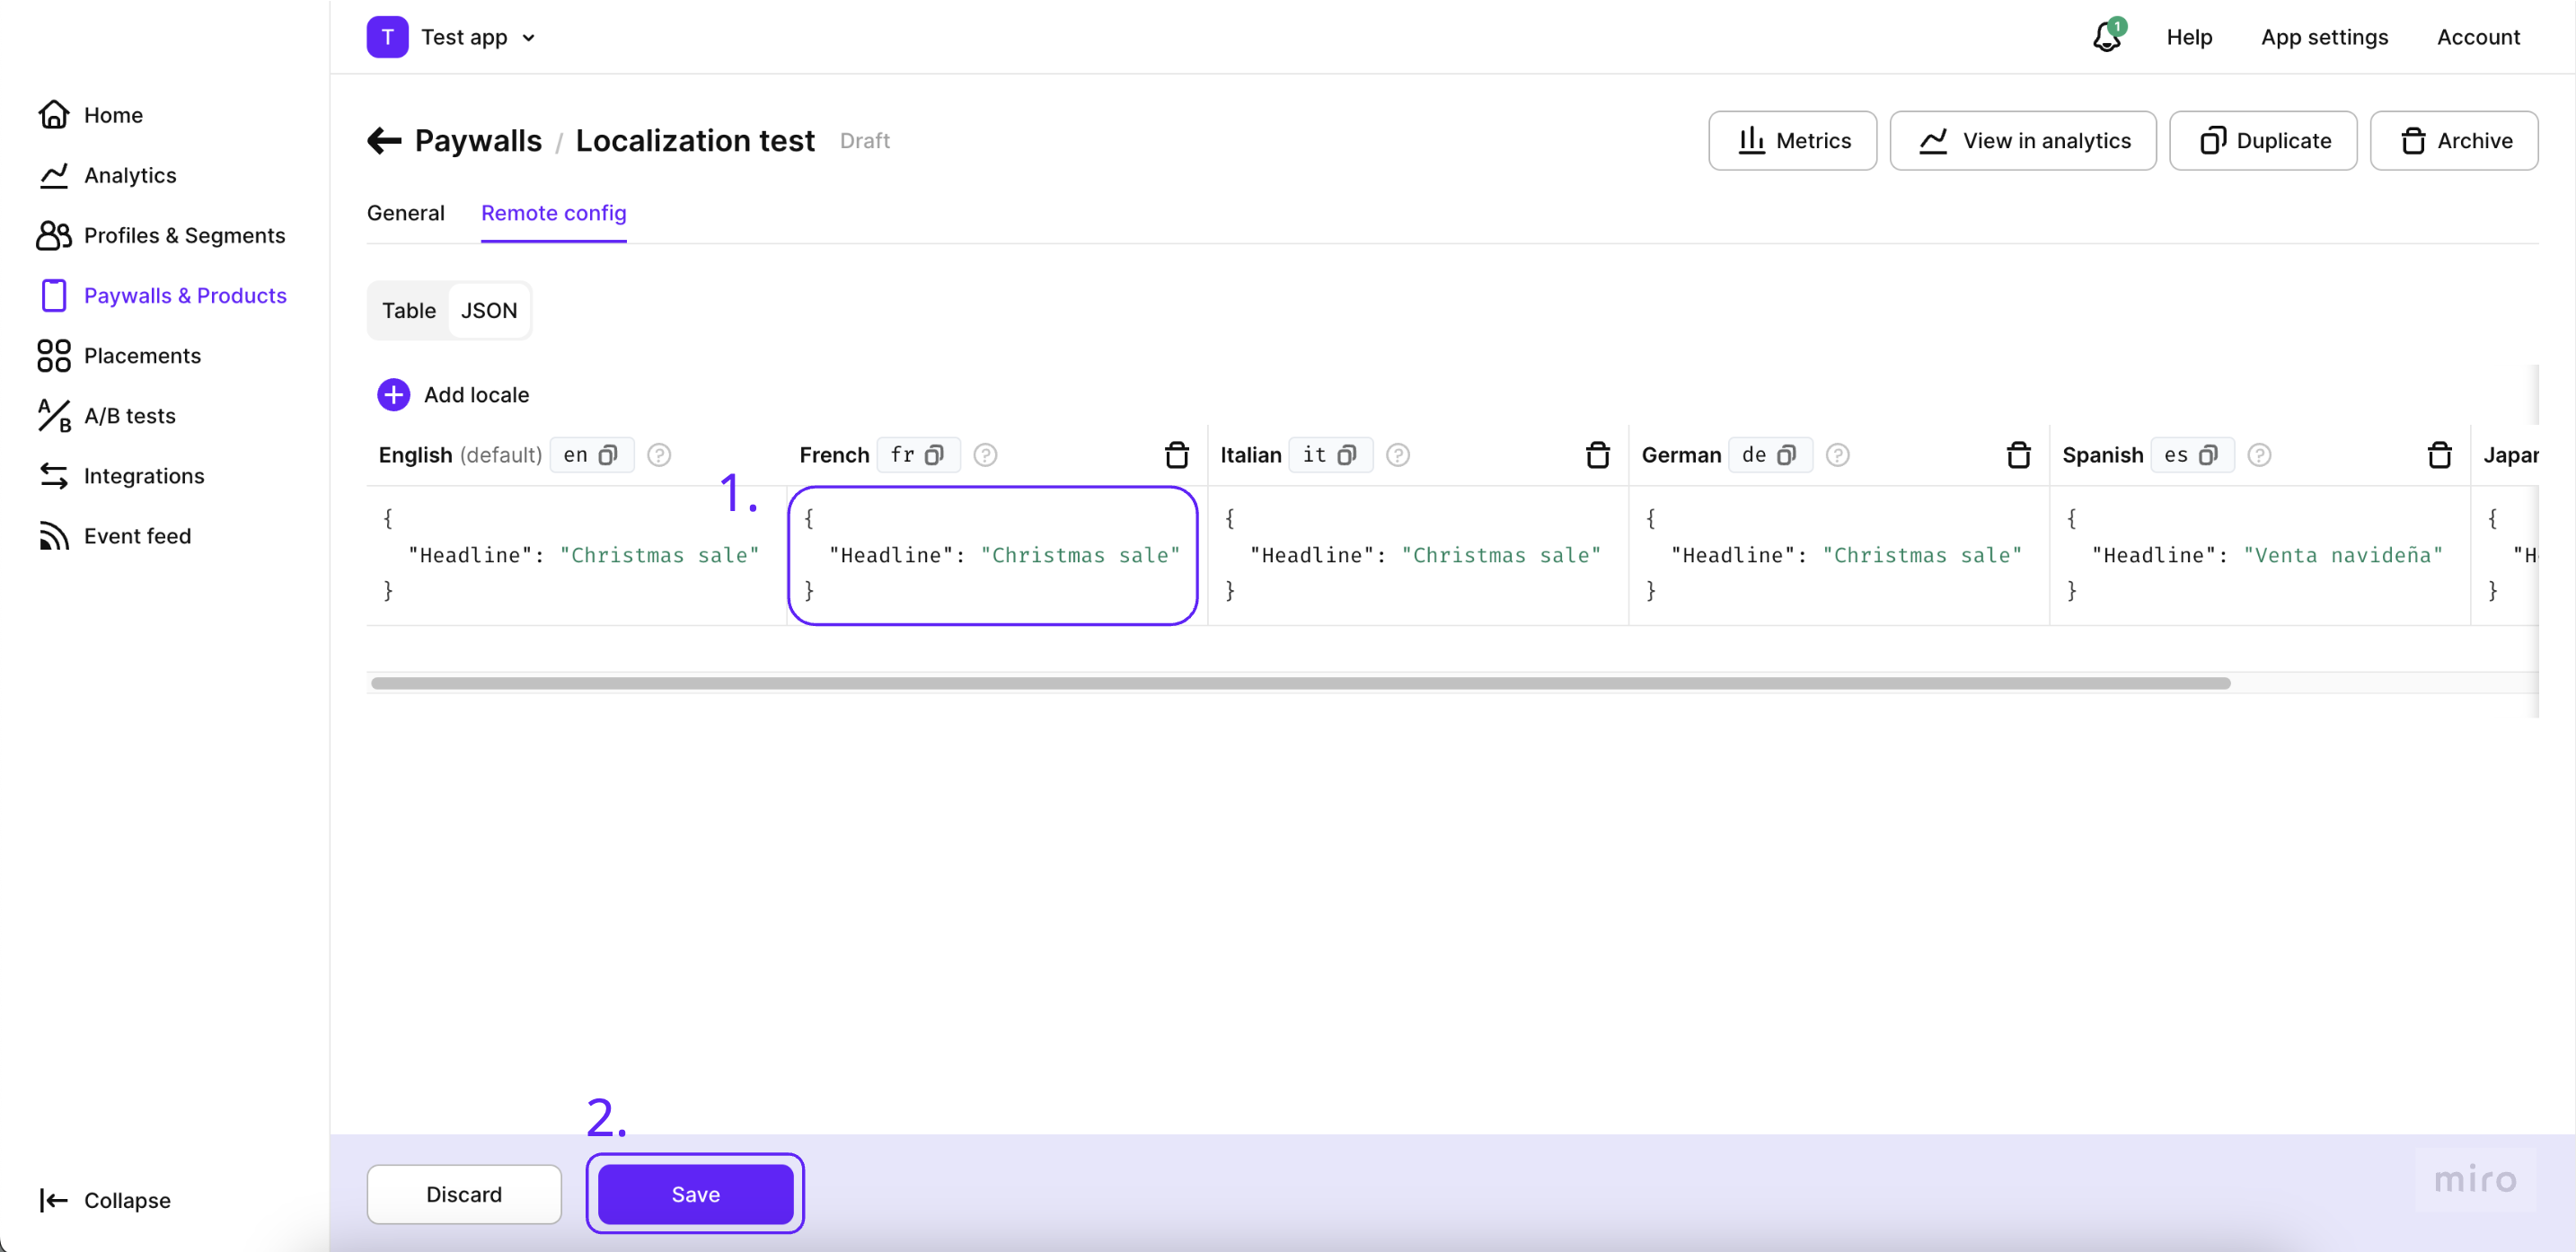 T Test app
1
Help
App settings
Account
Home
Analytics
Profiles & Segments
Paywalls & Products
Placements
A/B A/B tests
Integrations
Event feed
Collapse
Paywalls / Localization test Draft
Metrics
View in analytics
Duplicate
Archive
General Remote config
Table JSON
Add locale
English (default) en ?
French fr ?
Italian it ?
German de ?
Spanish es ?
Japar
1.
{
"Headline": "Christmas sale"
}
{
"Headline": "Christmas sale"
}
{
"Headline": "Christmas sale"
}
{
"Headline": "Christmas sale"
}
{
"Headline": "Venta navideña"
}
{
"H
}
2.
Discard
Save
miro